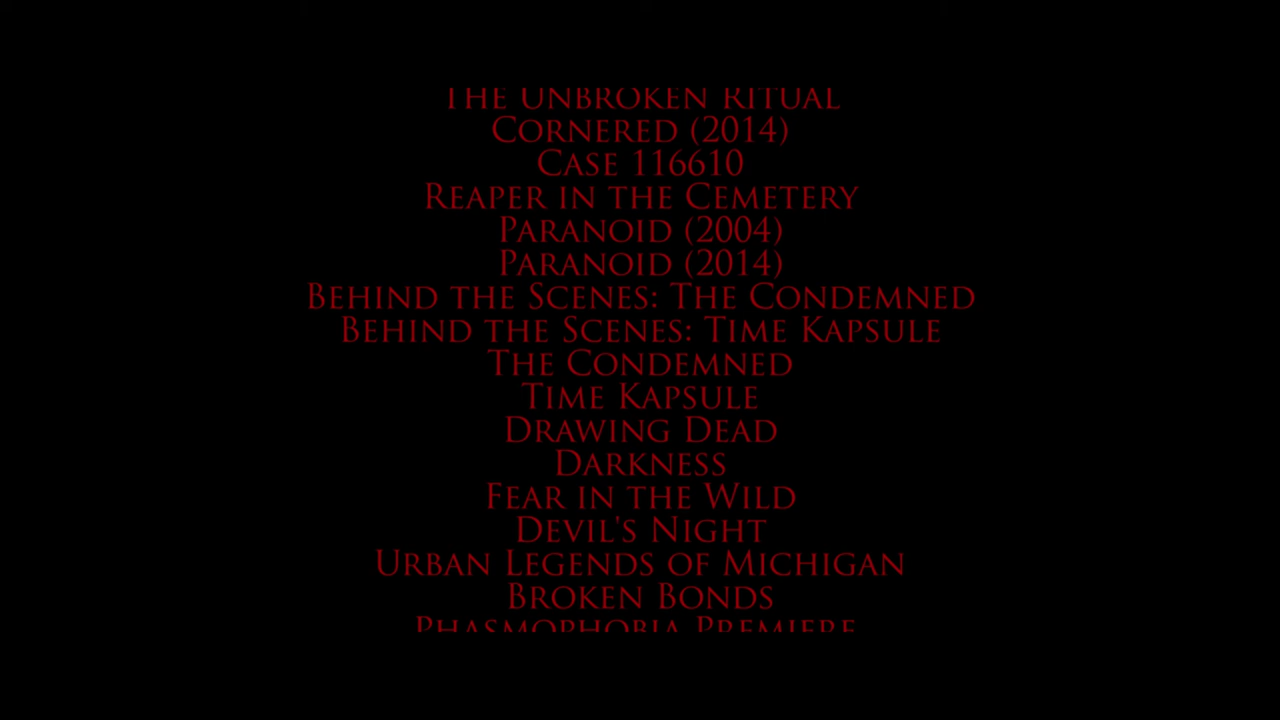 The Unbroken Ritual
Cornered (2014)
Case 116610
Reaper in the Cemetery
Paranoid (2004)
Paranoid (2014)
Behind the Scenes: The Condemned
Behind the Scenes: Time Kapsule
The Condemned
Time Kapsule
Drawing Dead
Darkness
Fear in the Wild
Devil's Night
Urban Legends of Michigan
Broken Bonds
Phasmophobia Premiere